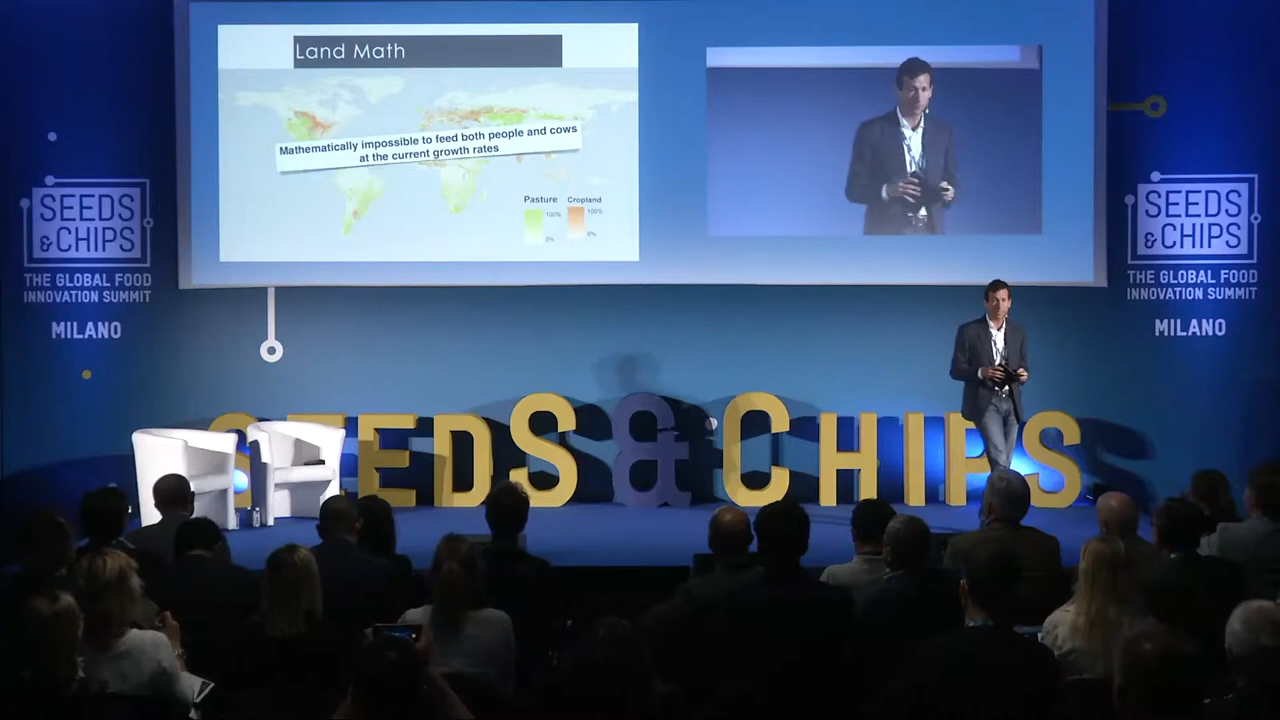 Land Math
Mathematically impossible to feed both people and cows
at the current growth rates
Pasture
Cropland
100%
100%
0%
0%
SEEDS
& CHIPS
THE GLOBAL FOOD
INNOVATION SUMMIT
MILANO
SEEDS
& CHIPS
THE GLOBAL FOOD
INNOVATION SUMMIT
MILANO
SEEDS & CHIPS